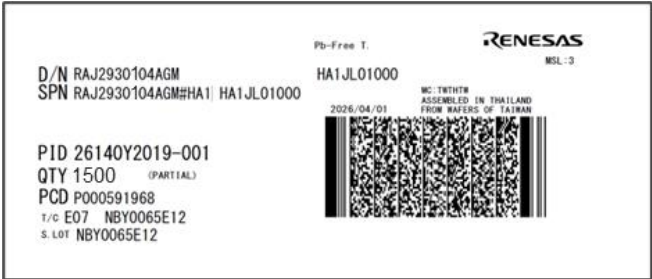 Pb-Free T.
RENESAS
MSL:3
D/N RAJ2930104AGM
HA1JL01000
SPN RAJ2930104AGM#HA1 HA1JL01000
MC:TWTHTW
ASSEMBLED IN THAILAND
2026/04/01 FROM WAFERS OF TAIWAN
PID 26140Y2019-001
QTY 1500 (PARTIAL)
PCD P000591968
T/C E07 NBY0065E12
S.LOT NBY0065E12